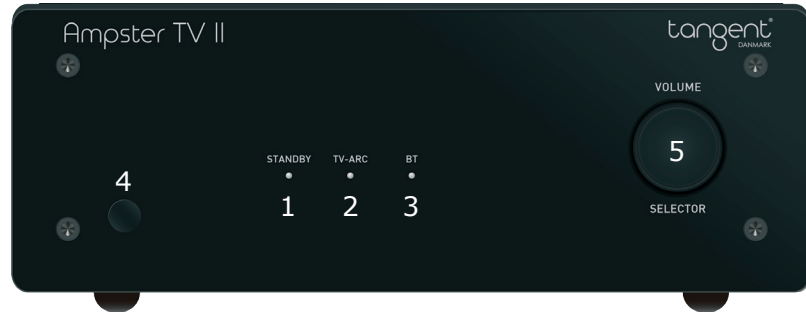 Ampster TV II
tangent®
DANMARK
VOLUME
5
SELECTOR
STANDBY TV-ARC BT
4
1 2 3